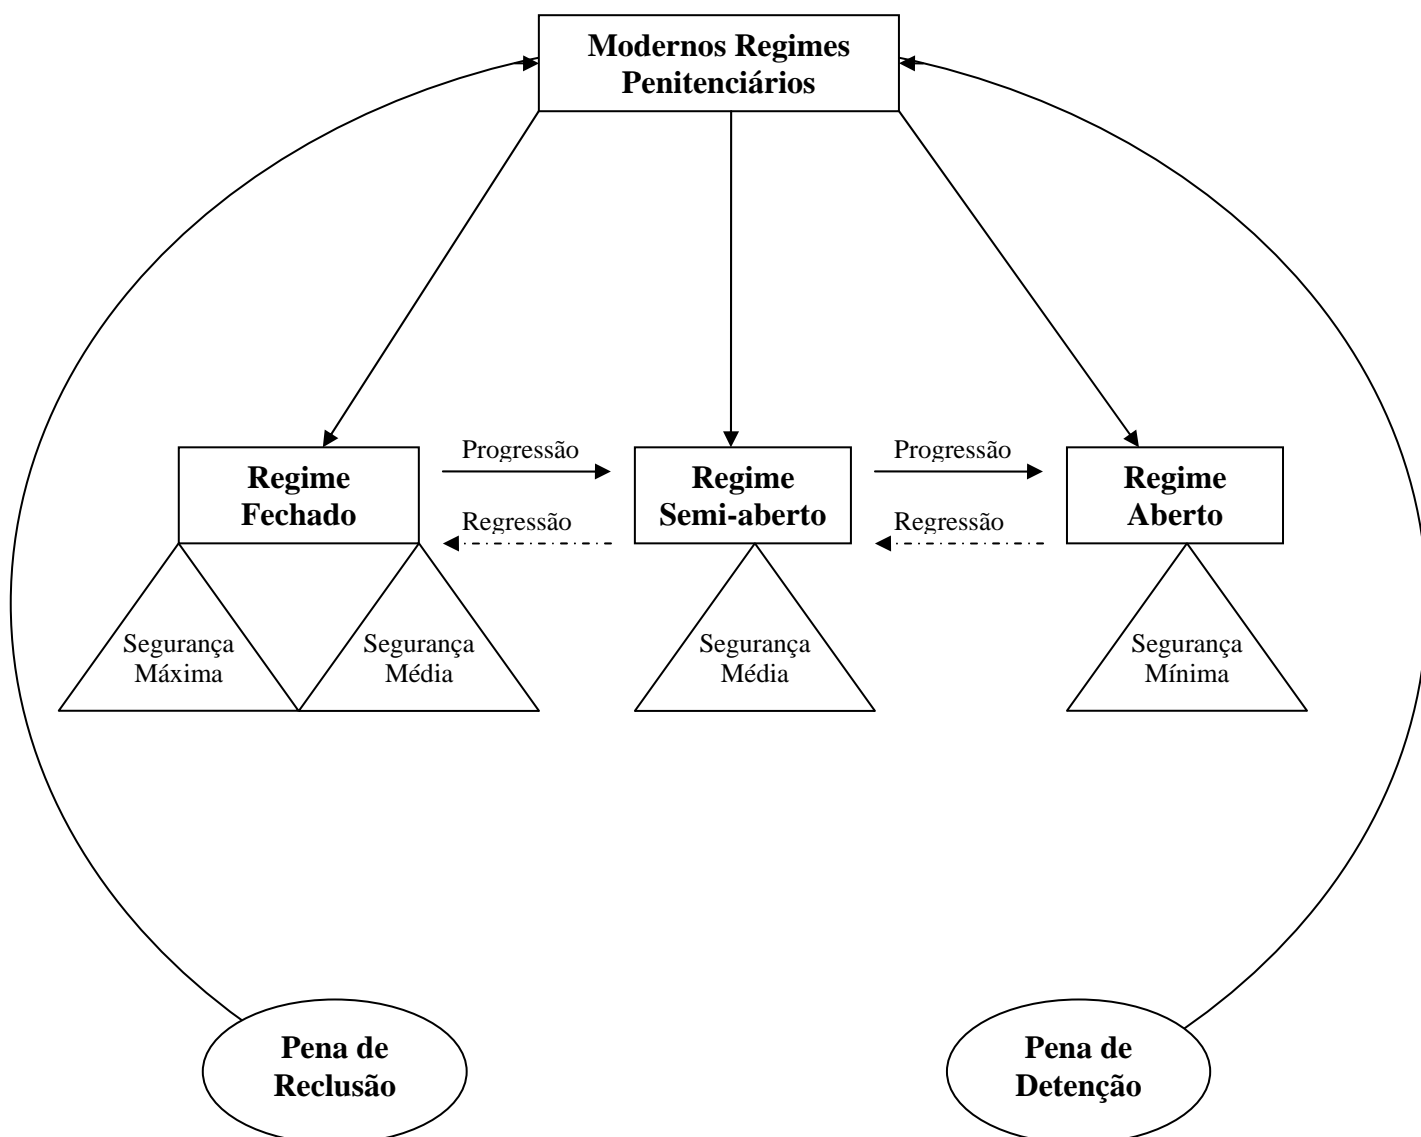 Modernos Regimes
Penitenciários
Progressão
Progressão
Regime
Fechado
Regime
Semi-aberto
Regime
Aberto
Regressão
Regressão
Segurança
Máxima
Segurança
Média
Segurança
Média
Segurança
Mínima
Pena de
Reclusão
Pena de
Detenção